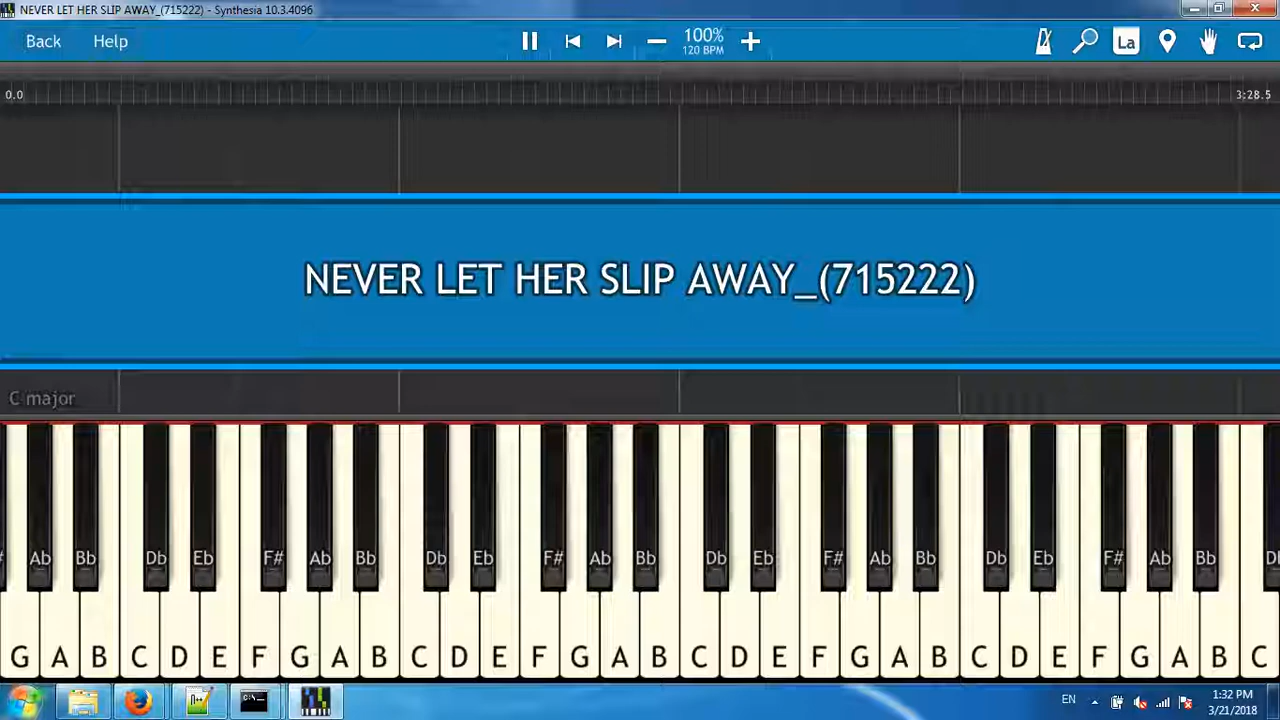 NEVER LET HER SLIP AWAY_(715222) - Synthesia 10.3.4096
Back Help 100% La
120 BPM
0.0 3:28.5
NEVER LET HER SLIP AWAY_(715222)
C major
Ab Bb Db Eb F# Ab Bb Db Eb F# Ab Bb Db Eb F# Ab Bb Db Eb F# Ab Bb
G A B C D E F G A B C D E F G A B C D E F G A B C D E F G A B C
EN 1:32 PM
3/21/2018